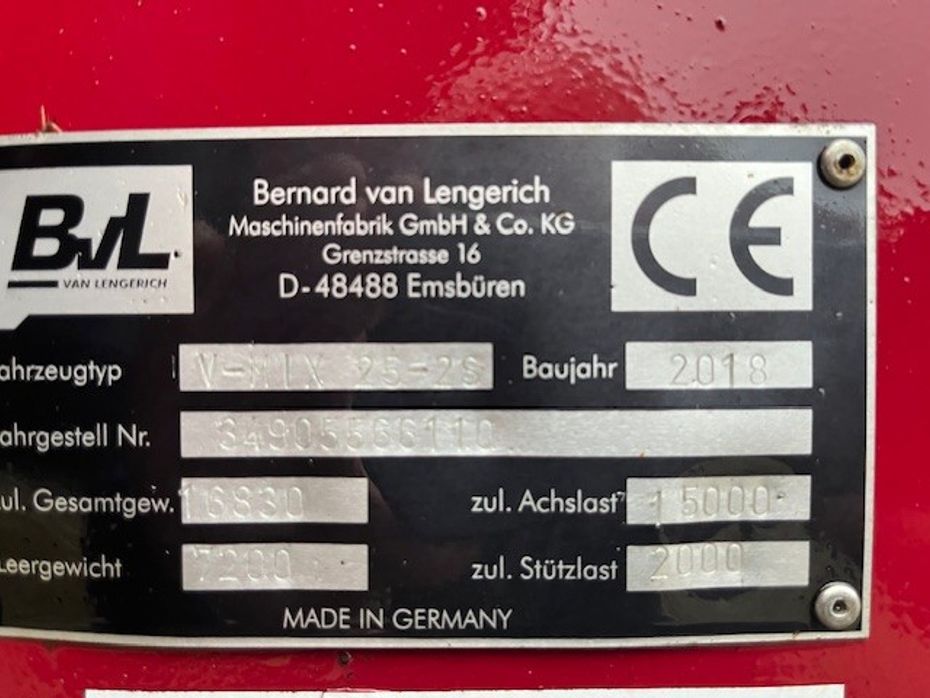 BvL
VAN LENGERICH
Bernard van Lengerich
Maschinenfabrik GmbH & Co. KG
Grenzstrasse 16
D-48488 Emsbüren
CE
ahrzeugtyp V-MIX 25-2S Baujahr 2018
ahrgestell Nr. 34905566110
ul. Gesamtgew. 16830 zul. Achslast 15000
Leergewicht 7200 zul. Stützlast 2000
MADE IN GERMANY